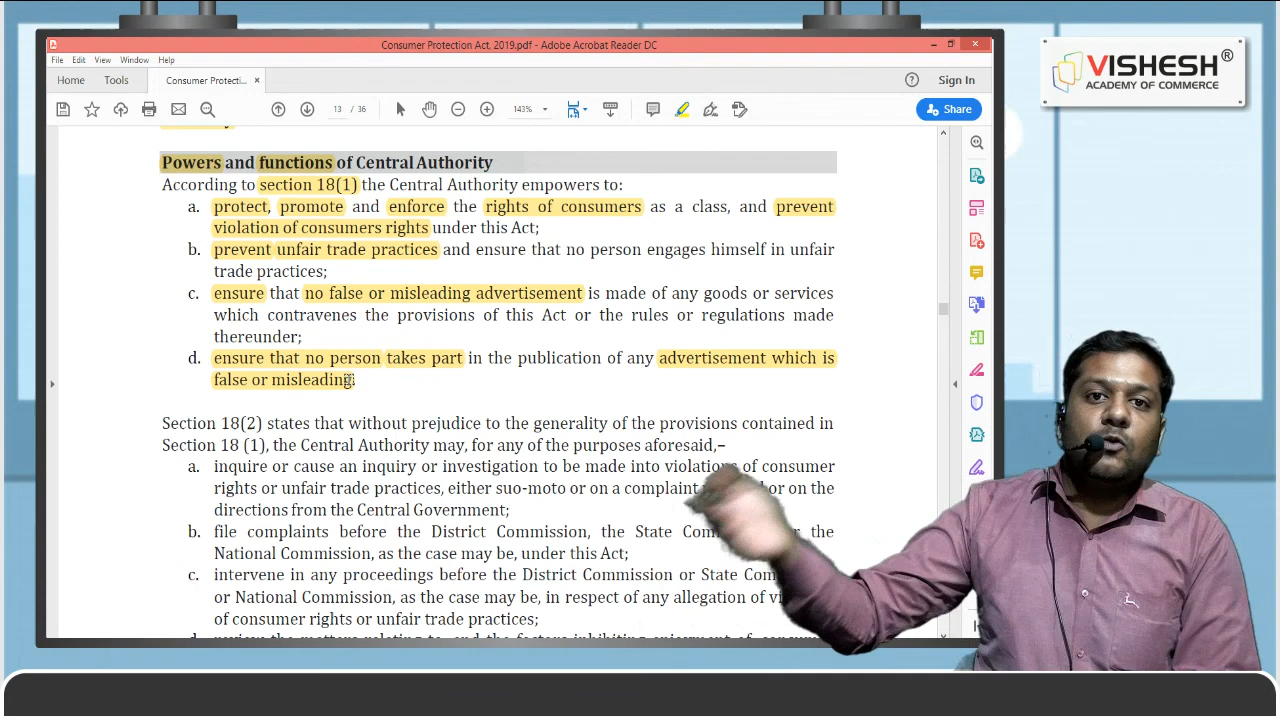 Consumer Protection Act, 2019.pdf - Adobe Acrobat Reader DC
File Edit View Window Help
Home Tools Consumer Protecti... × Sign In
13 / 36 143% Share
VISHESH®
ACADEMY OF COMMERCE
Powers and functions of Central Authority
According to section 18(1) the Central Authority empowers to:
a. protect, promote and enforce the rights of consumers as a class, and prevent
violation of consumers rights under this Act;
b. prevent unfair trade practices and ensure that no person engages himself in unfair
trade practices;
c. ensure that no false or misleading advertisement is made of any goods or services
which contravenes the provisions of this Act or the rules or regulations made
thereunder;
d. ensure that no person takes part in the publication of any advertisement which is
false or misleading.
Section 18(2) states that without prejudice to the generality of the provisions contained in
Section 18 (1), the Central Authority may, for any of the purposes aforesaid,–
a. inquire or cause an inquiry or investigation to be made into violations of consumer
rights or unfair trade practices, either suo-moto or on a complaint or on the
directions from the Central Government;
b. file complaints before the District Commission, the State Com the
National Commission, as the case may be, under this Act;
c. intervene in any proceedings before the District Commission or State Com
or National Commission, as the case may be, in respect of any allegation of vi
of consumer rights or unfair trade practices;